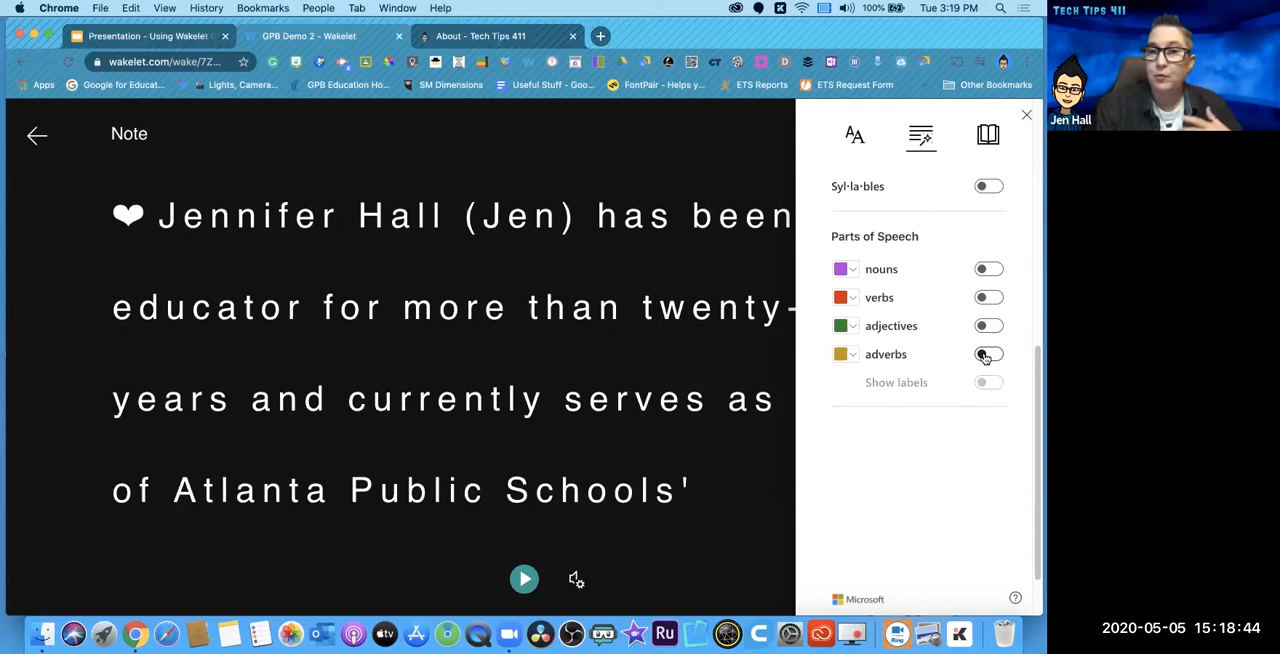 Chrome File Edit View History Bookmarks People Tab Window Help
100% Tue 3:19 PM
Presentation - Using Wakelet
GPB Demo 2 - Wakelet
About - Tech Tips 411
wakelet.com/wake/7Z...
Apps
Google for Educat...
Lights, Camera...
GPB Education Ho...
SM Dimensions
Useful Stuff - Goo...
FontPair - Helps y...
ETS Reports
ETS Request Form
Other Bookmarks
Note
❤ Jennifer Hall (Jen) has been
educator for more than twenty-
years and currently serves as
of Atlanta Public Schools'
Syl·la·bles
Parts of Speech
nouns
verbs
adjectives
adverbs
Show labels
Microsoft
TECH TIPS 411
Jen Hall
2020-05-05 15:18:44